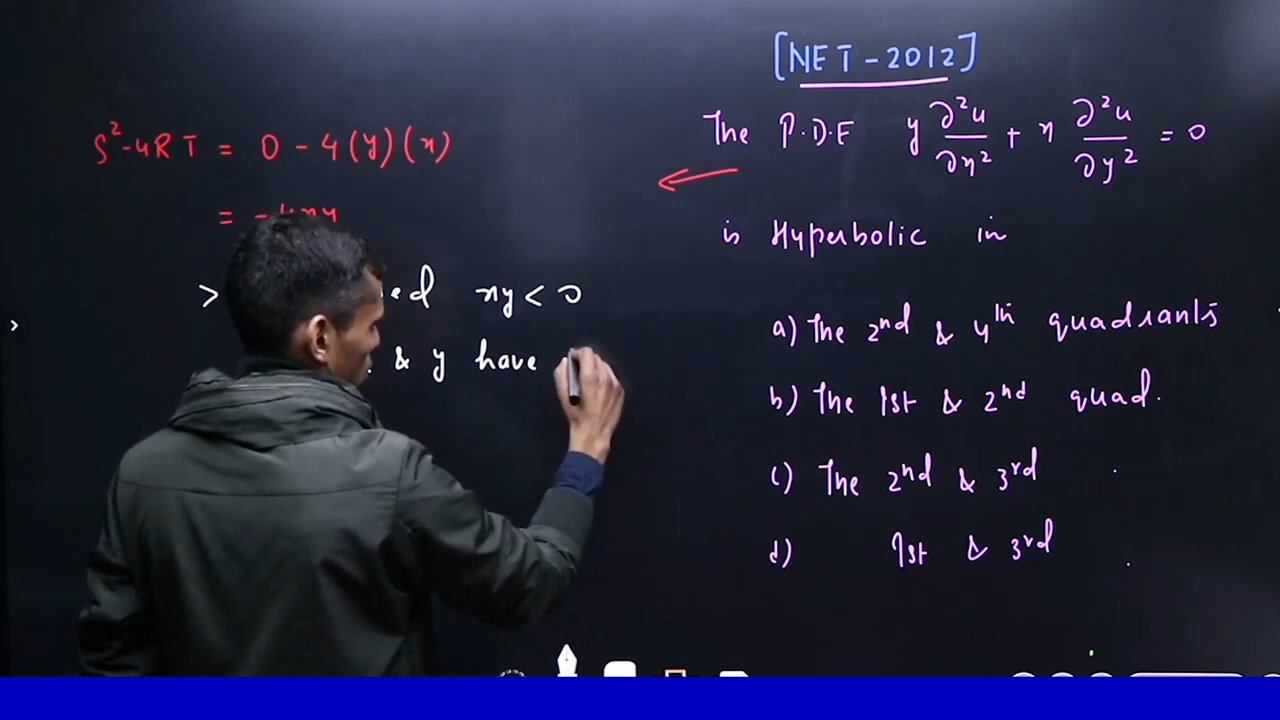 [NET-2012]
The P.D.E y ∂²u/∂x² + x ∂²u/∂y² = 0
is Hyperbolic in
a) The 2nd & 4th quadrants
b) The 1st & 2nd quad.
c) The 2nd & 3rd
d) 1st & 3rd
S²-4RT = 0 - 4(y)(x)
= -4xy
> xy < 0
& y have